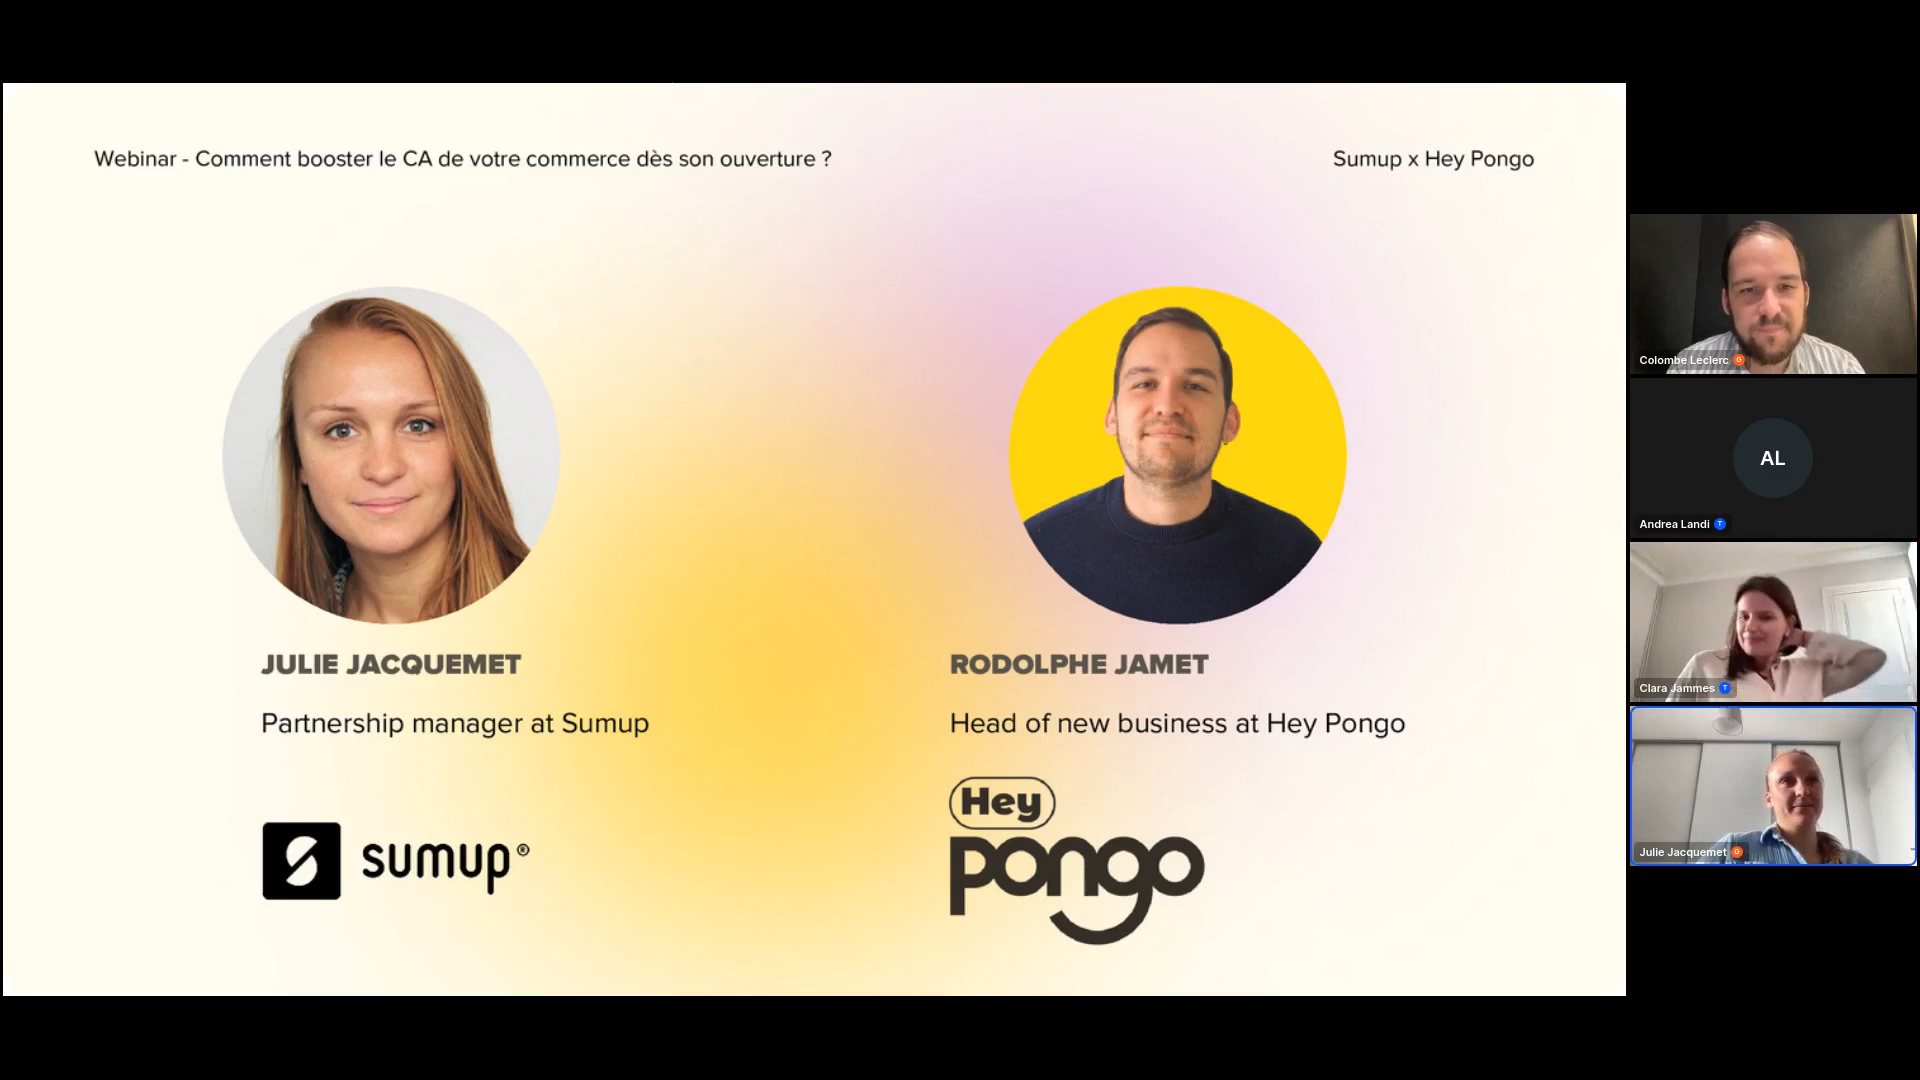 Webinar - Comment booster le CA de votre commerce dès son ouverture ?
Sumup x Hey Pongo
JULIE JACQUEMET
Partnership manager at Sumup
sumup®
RODOLPHE JAMET
Head of new business at Hey Pongo
Hey
pongo
Colombe Leclerc G
AL
Andrea Landi T
Clara Jammes T
Julie Jacquemet G